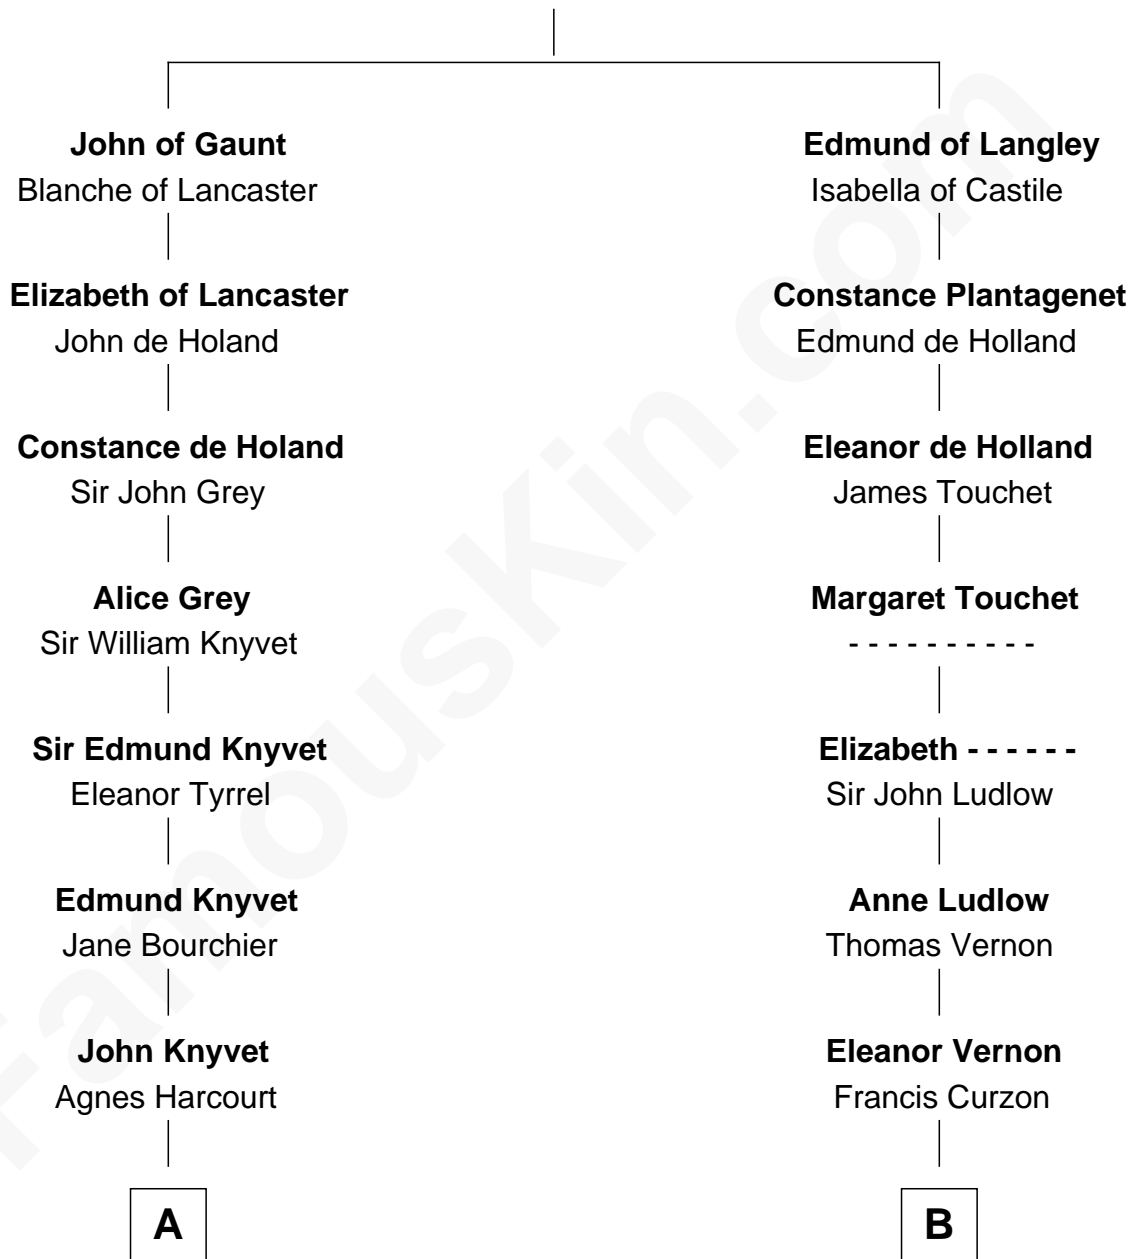 John of Gaunt
Blanche of Lancaster
Elizabeth of Lancaster
John de Holand
Constance de Holand
Sir John Grey
Alice Grey
Sir William Knyvet
Sir Edmund Knyvet
Eleanor Tyrrel
Edmund Knyvet
Jane Bourchier
John Knyvet
Agnes Harcourt
A
Edmund of Langley
Isabella of Castile
Constance Plantagenet
Edmund de Holland
Eleanor de Holland
James Touchet
Margaret Touchet
- - - - - - - - - -
Elizabeth - - - - - -
Sir John Ludlow
Anne Ludlow
Thomas Vernon
Eleanor Vernon
Francis Curzon
B
FamousKin.com